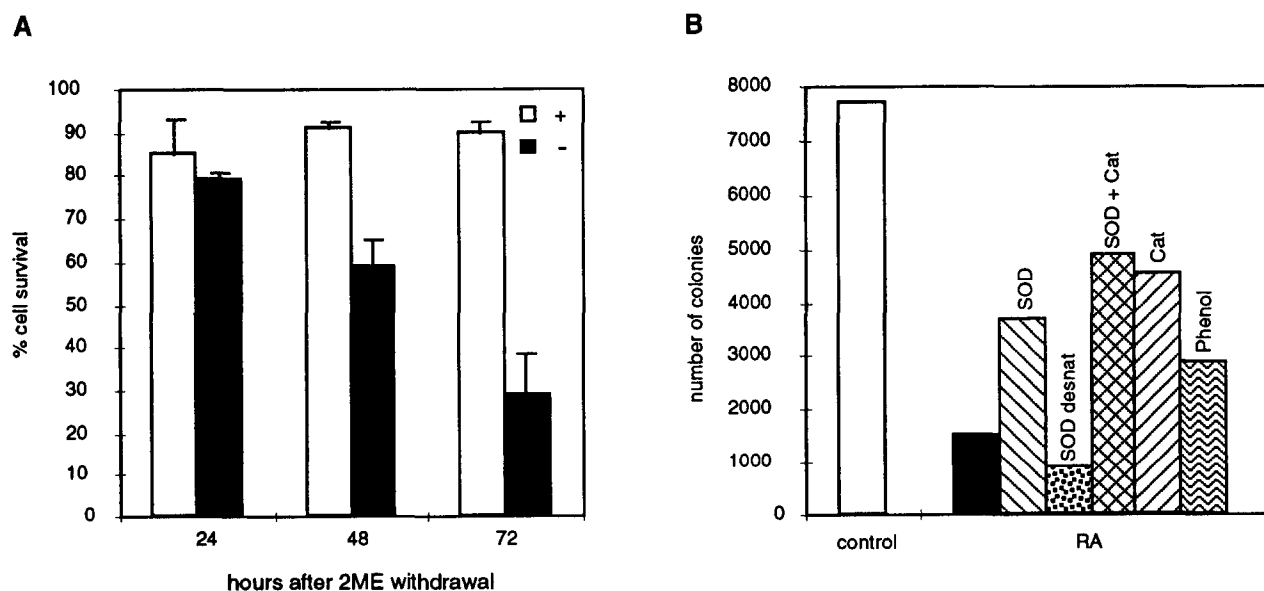 A
100
90
80
70
60
50
40
30
20
10
0
% cell survival
+
-
24
48
72
hours after 2ME withdrawal
B
8000
7000
6000
5000
4000
3000
2000
1000
0
number of colonies
SOD
SOD desnat
SOD + Cat
Cat
Phenol
control
RA